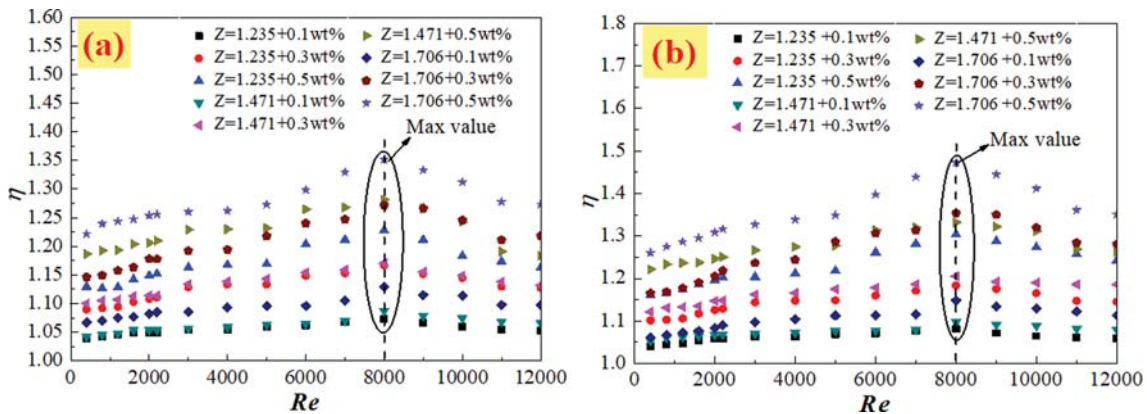 (a)
Z=1.235+0.1wt%
Z=1.235+0.3wt%
Z=1.235+0.5wt%
Z=1.471+0.1wt%
Z=1.471+0.3wt%
Z=1.471+0.5wt%
Z=1.706+0.1wt%
Z=1.706+0.3wt%
Z=1.706+0.5wt%
Max value
1.60
1.55
1.50
1.45
1.40
1.35
1.30
1.25
1.20
1.15
1.10
1.05
1.00
η
0 2000 4000 6000 8000 10000 12000
Re
(b)
Z=1.235 +0.1wt%
Z=1.235 +0.3wt%
Z=1.235 +0.5wt%
Z=1.471+0.1wt%
Z=1.471 +0.3wt%
Z=1.471 +0.5wt%
Z=1.706 +0.1wt%
Z=1.706 +0.3wt%
Z=1.706 +0.5wt%
Max value
1.8
1.7
1.6
1.5
1.4
1.3
1.2
1.1
1.0
η
0 2000 4000 6000 8000 10000 12000
Re